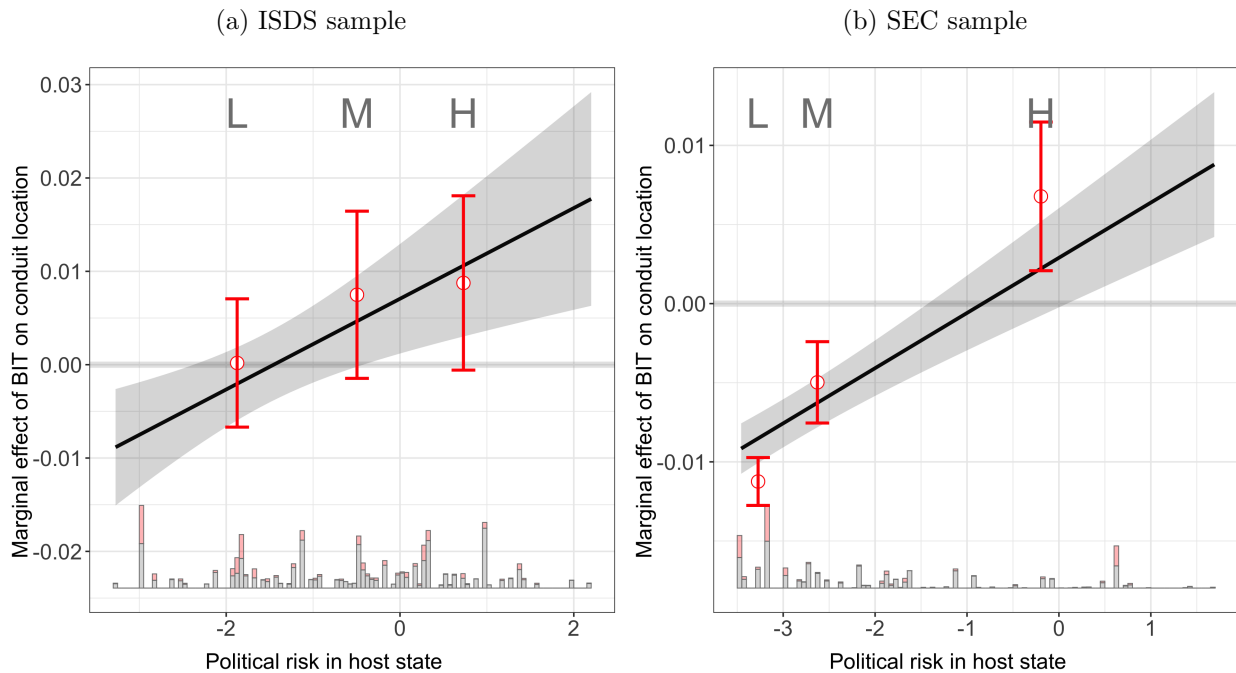 (a) ISDS sample
Marginal effect of BIT on conduit location
0.03
0.02
0.01
0.00
-0.01
-0.02
L M H
-2 0 2
Political risk in host state
(b) SEC sample
Marginal effect of BIT on conduit location
0.01
0.00
-0.01
L M H
-3 -2 -1 0 1
Political risk in host state